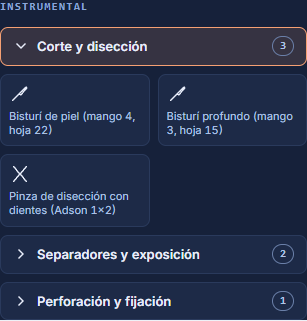 INSTRUMENTAL
Corte y disección 3
Bisturí de piel (mango 4,
hoja 22)
Bisturí profundo (mango
3, hoja 15)
Pinza de disección con
dientes (Adson 1×2)
Separadores y exposición 2
Perforación y fijación 1